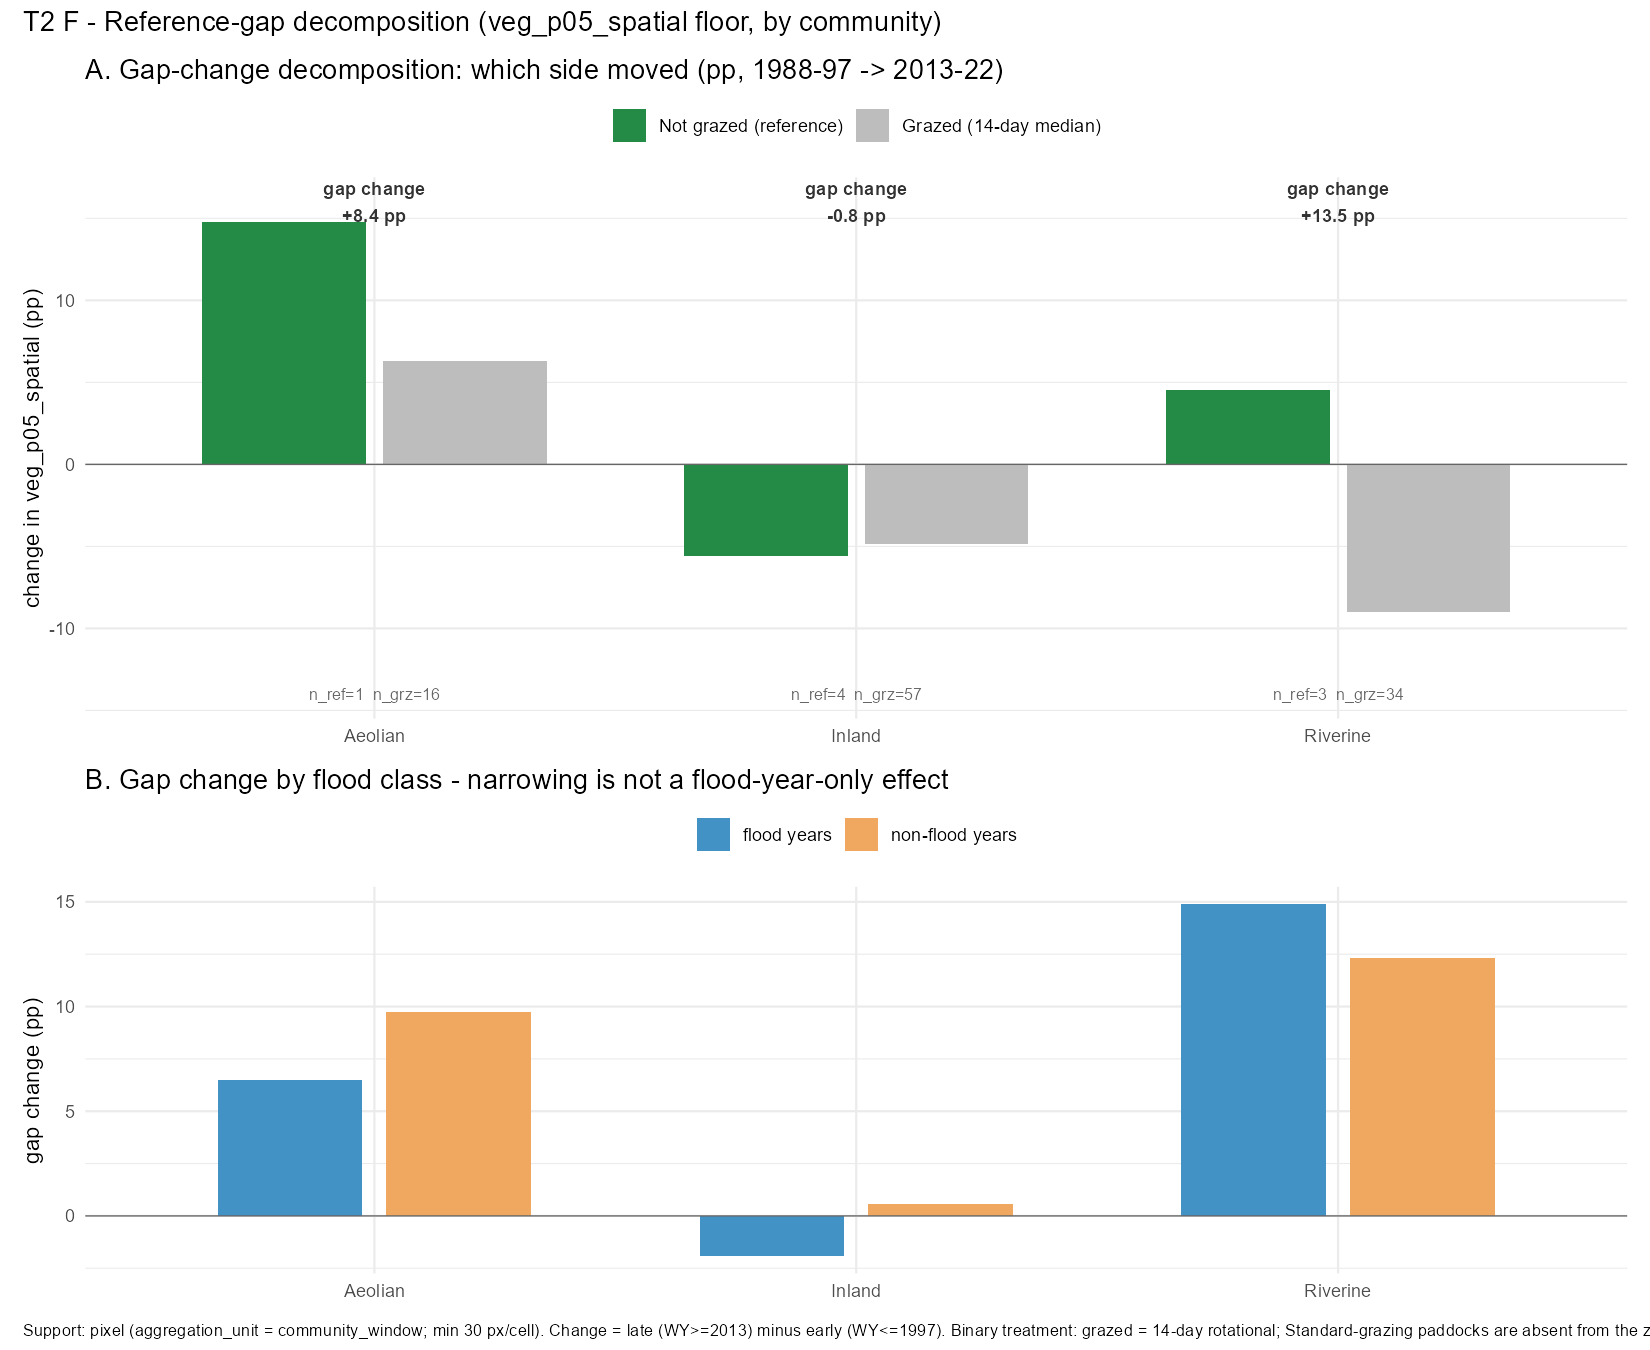 T2 F - Reference-gap decomposition (veg_p05_spatial floor, by community)
A. Gap-change decomposition: which side moved (pp, 1988-97 -> 2013-22)
Not grazed (reference)
Grazed (14-day median)
gap change
+8.4 pp
gap change
-0.8 pp
gap change
+13.5 pp
change in veg_p05_spatial (pp)
10
0
-10
n_ref=1 n_grz=16
n_ref=4 n_grz=57
n_ref=3 n_grz=34
Aeolian
Inland
Riverine
B. Gap change by flood class - narrowing is not a flood-year-only effect
flood years
non-flood years
gap change (pp)
15
10
5
0
Aeolian
Inland
Riverine
Support: pixel (aggregation_unit = community_window; min 30 px/cell). Change = late (WY>=2013) minus early (WY<=1997). Binary treatment: grazed = 14-day rotational; Standard-grazing paddocks are absent from the